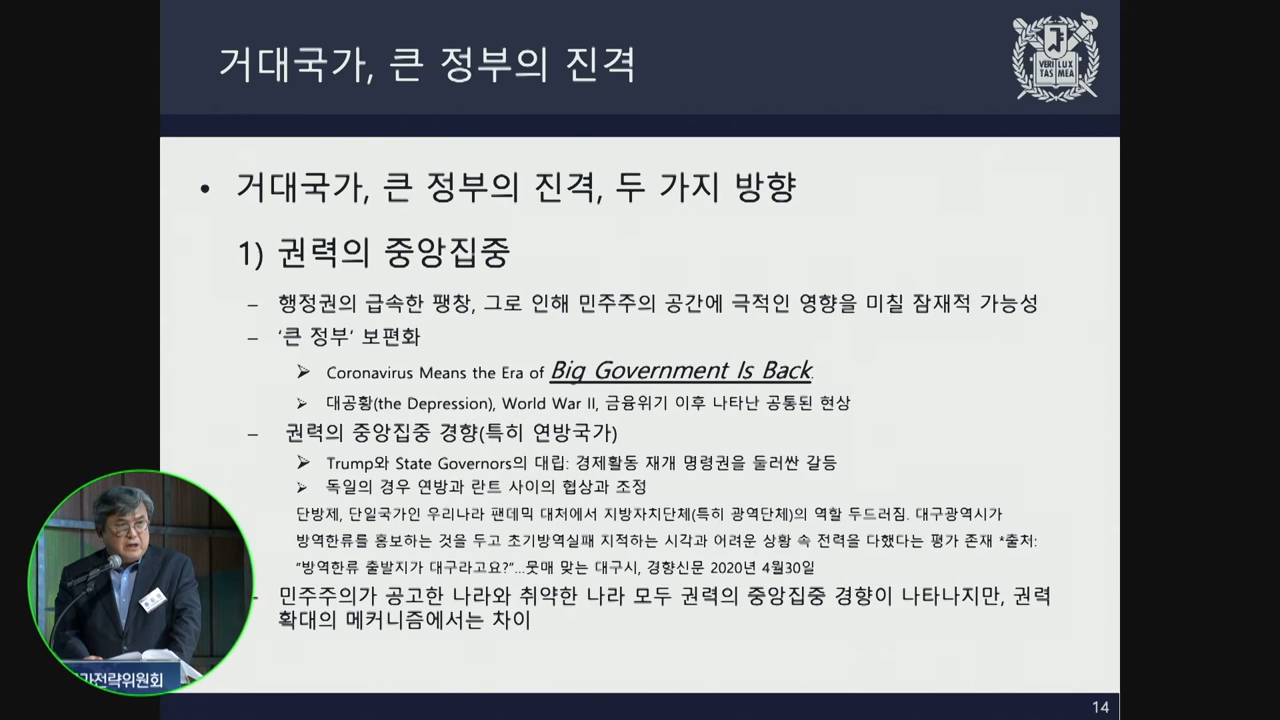 거대국가, 큰 정부의 진격
VERI LUX
TAS MEA
• 거대국가, 큰 정부의 진격, 두 가지 방향
1) 권력의 중앙집중
– 행정권의 급속한 팽창, 그로 인해 민주주의 공간에 극적인 영향을 미칠 잠재적 가능성
– ‘큰 정부‘ 보편화
➢ Coronavirus Means the Era of Big Government Is Back.
➢ 대공황(the Depression), World War II, 금융위기 이후 나타난 공통된 현상
– 권력의 중앙집중 경향(특히 연방국가)
➢ Trump와 State Governors의 대립: 경제활동 재개 명령권을 둘러싼 갈등
➢ 독일의 경우 연방과 란트 사이의 협상과 조정
단방제, 단일국가인 우리나라 팬데믹 대처에서 지방자치단체(특히 광역단체)의 역할 두드러짐. 대구광역시가
방역한류를 홍보하는 것을 두고 초기방역실패 지적하는 시각과 어려운 상황 속 전력을 다했다는 평가 존재 *출처:
“방역한류 출발지가 대구라고요?”...뭇매 맞는 대구시, 경향신문 2020년 4월30일
- 민주주의가 공고한 나라와 취약한 나라 모두 권력의 중앙집중 경향이 나타나지만, 권력
확대의 메커니즘에서는 차이
가전략위원회
14